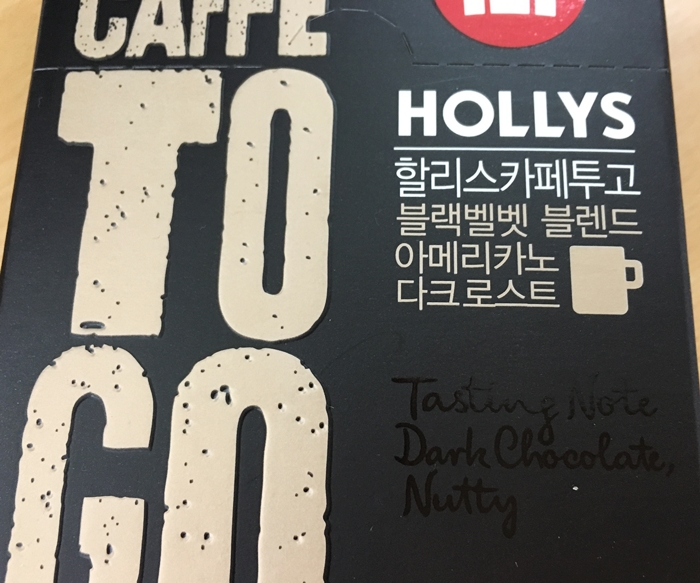 CAFFE
TO
GO
HOLLYS
할리스카페투고
블랙벨벳 블렌드
아메리카노
다크로스트
Tasting Note
Dark Chocolate,
Nutty